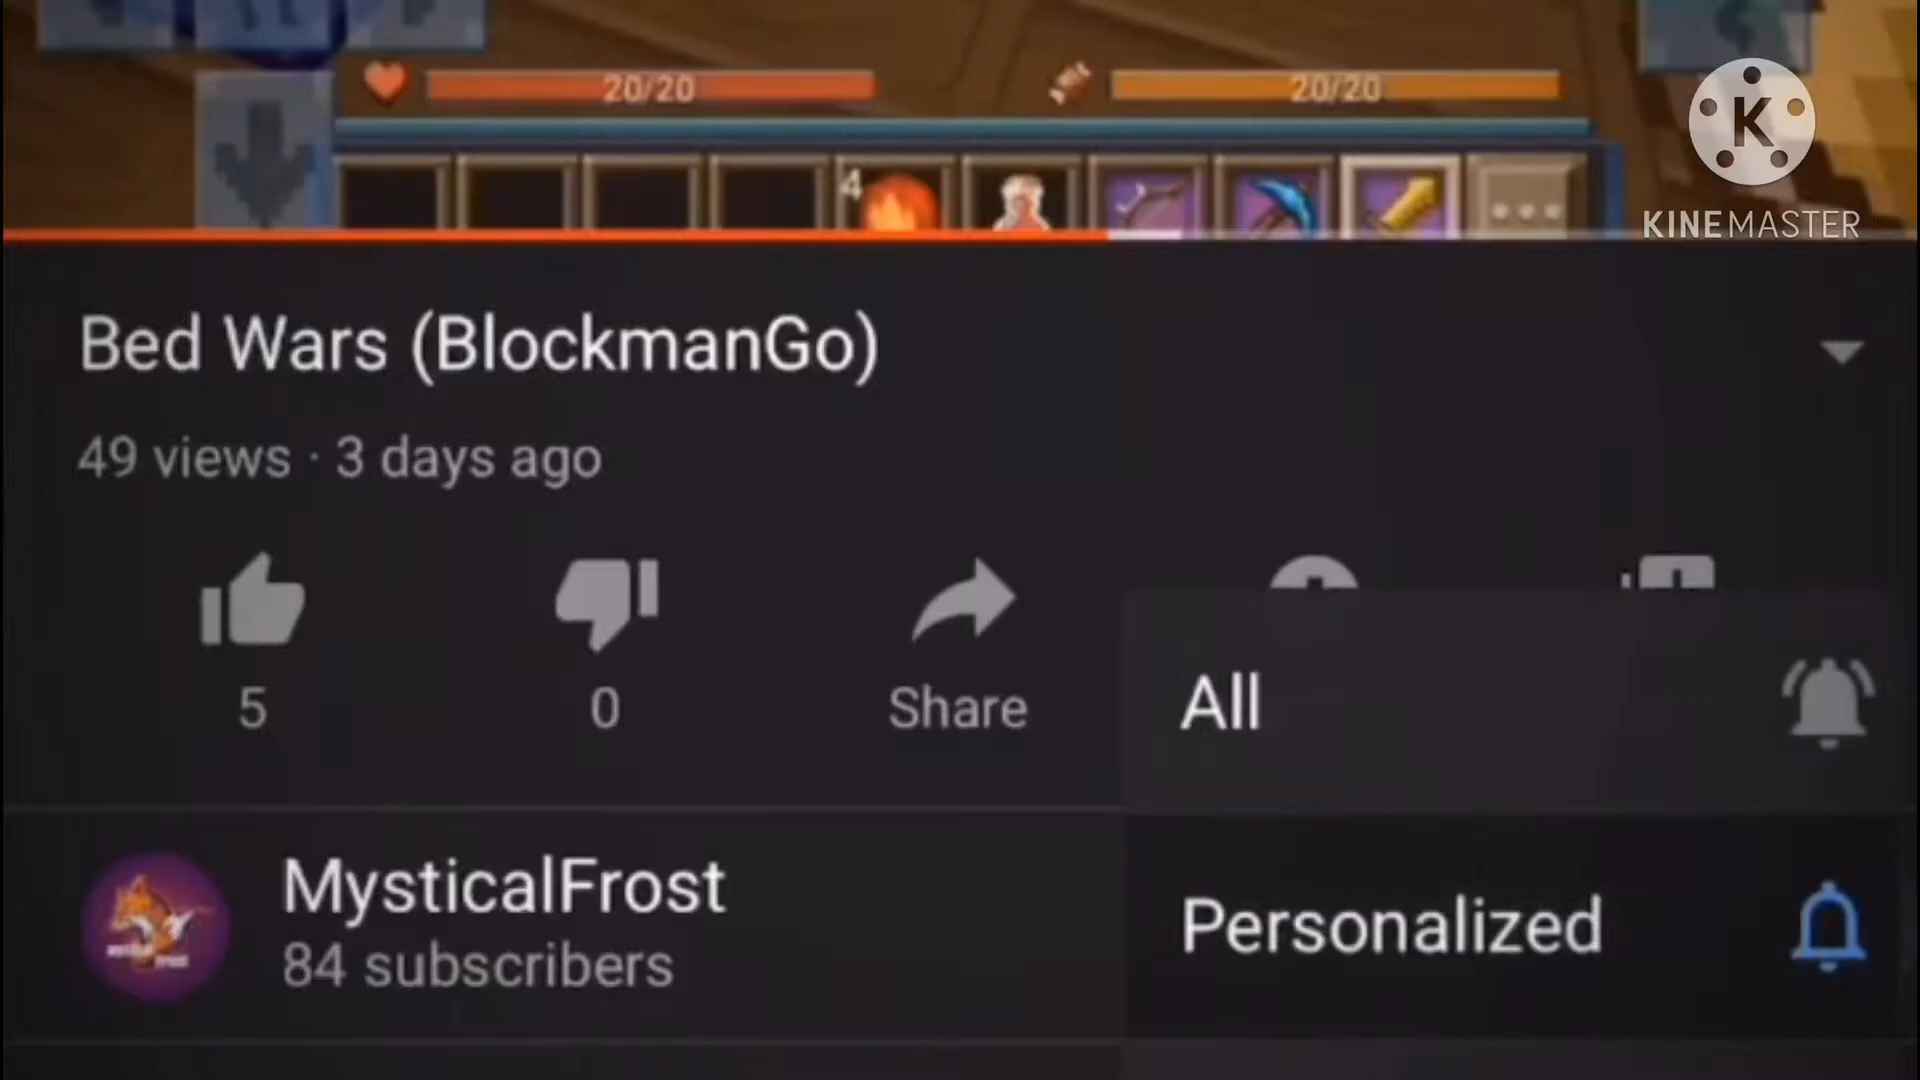 20/20
20/20
4
K
KINEMASTER
Bed Wars (BlockmanGo)
49 views · 3 days ago
5
0
Share
All
MysticalFrost
84 subscribers
Personalized